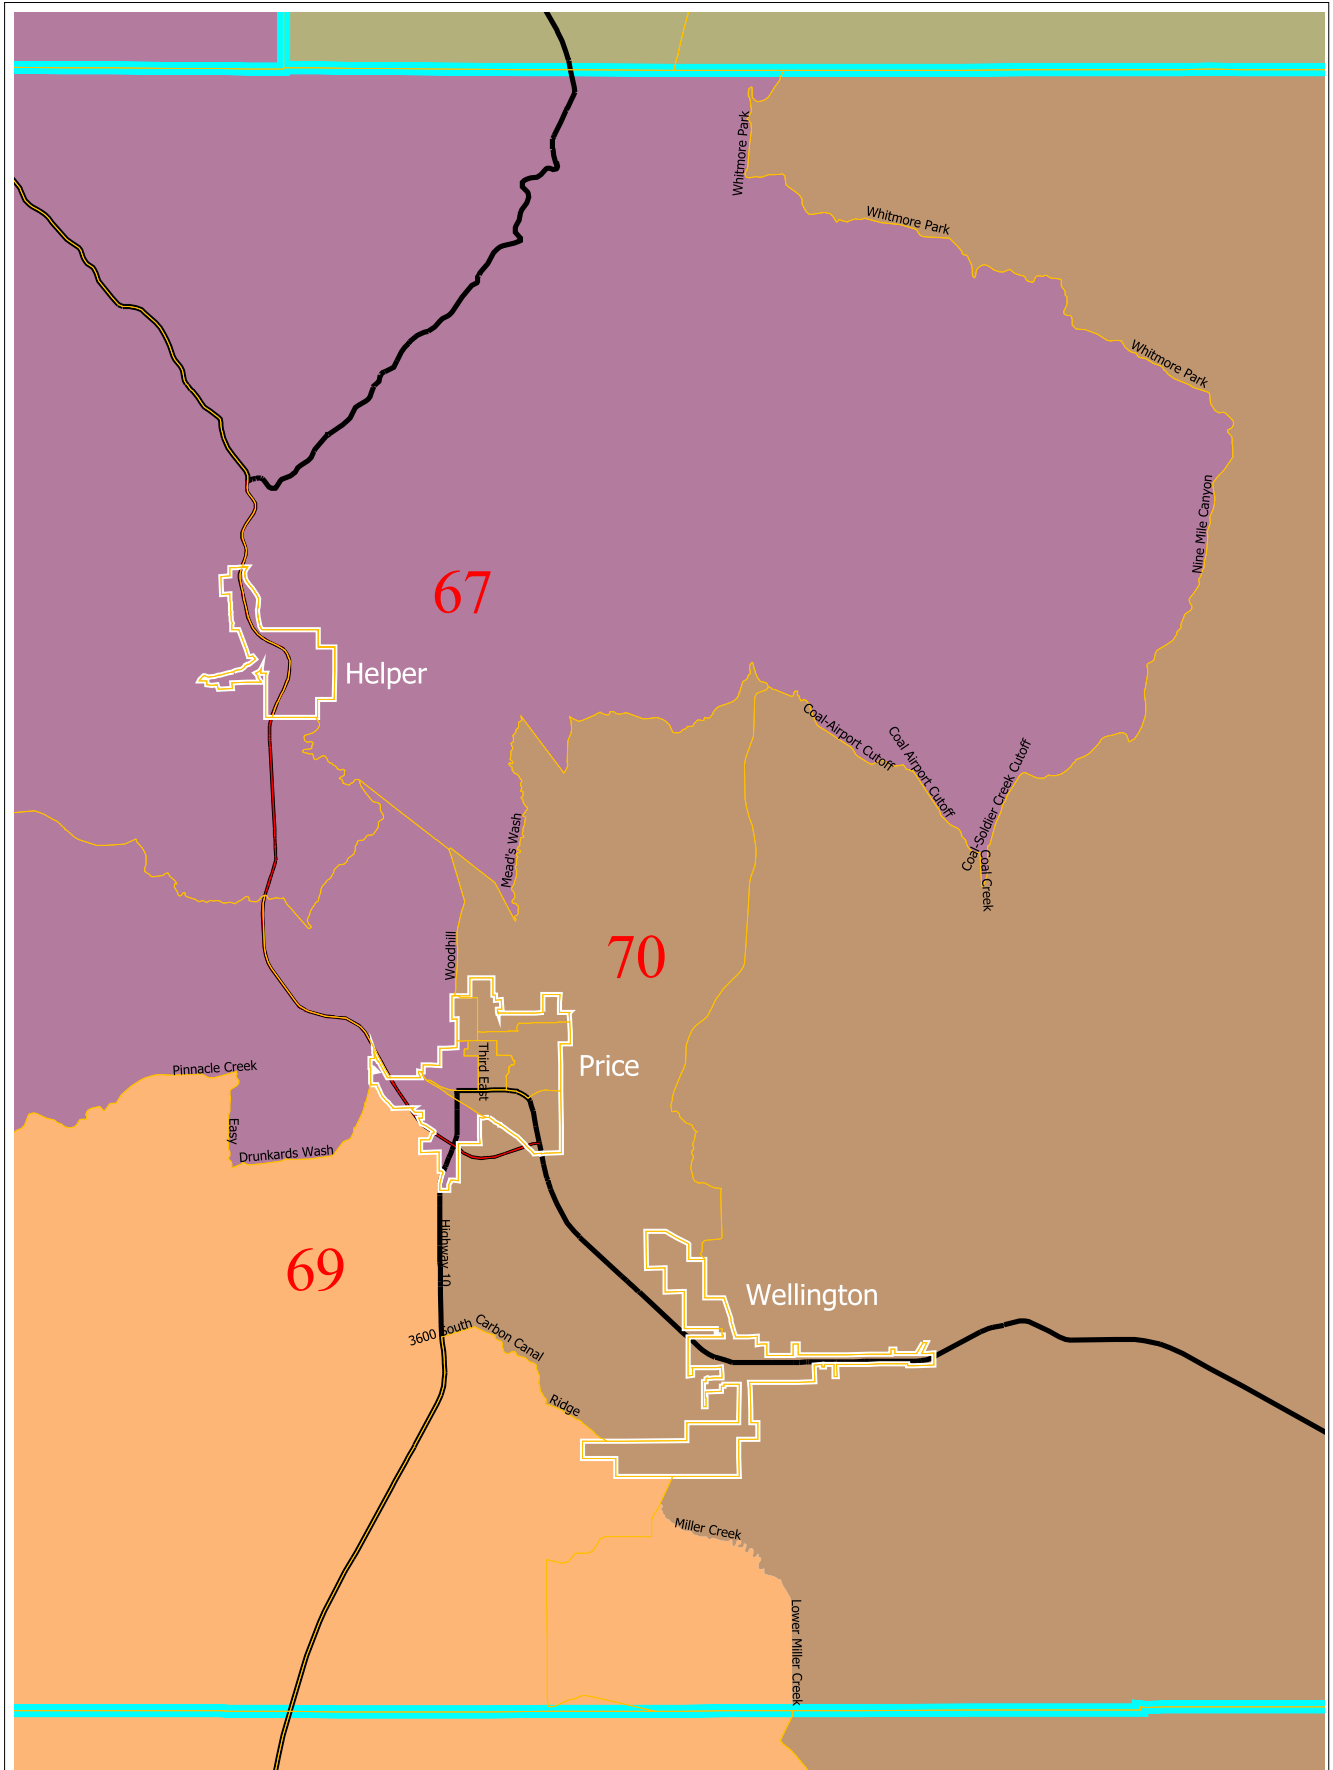 Whitmore Park
Whitmore Park
Whitmore Park
Nine Mile Canyon
67
Helper
Coal-Airport Cutoff
Coal Airport Cutoff
Coal-Soldier Creek Cutoff
Coal Creek
Mead's Wash
Woodhill
70
Third East
Price
Pinnacle Creek
Easy
Drunkards Wash
69
Highway 10
Wellington
3600 South
Carbon Canal
Ridge
Miller Creek
Lower Miller Creek